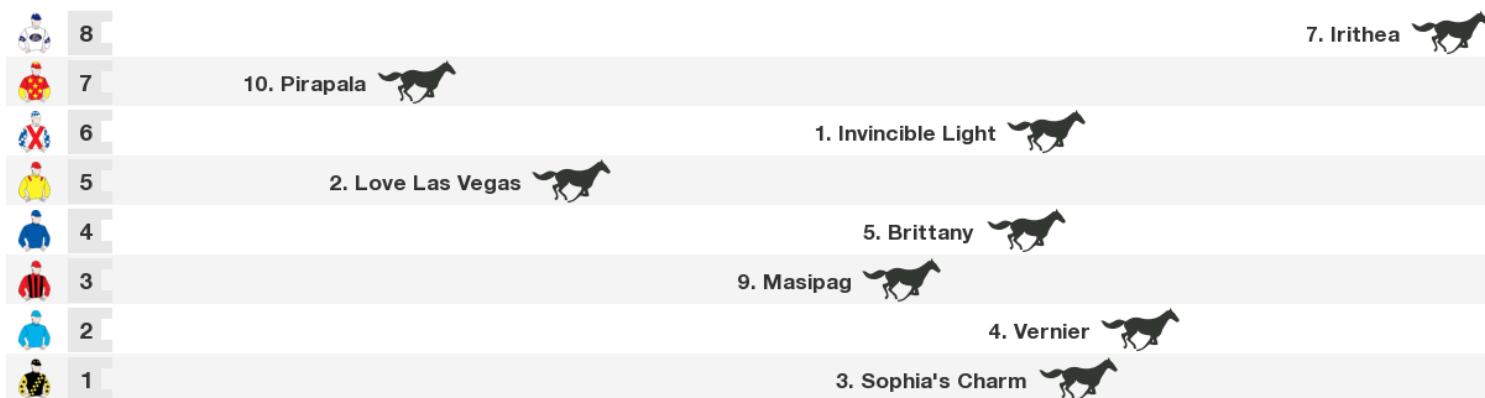 8 7. Irithea
7 10. Pirapala
6 1. Invincible Light
5 2. Love Las Vegas
4 5. Brittany
3 9. Masipag
2 4. Vernier
1 3. Sophia's Charm